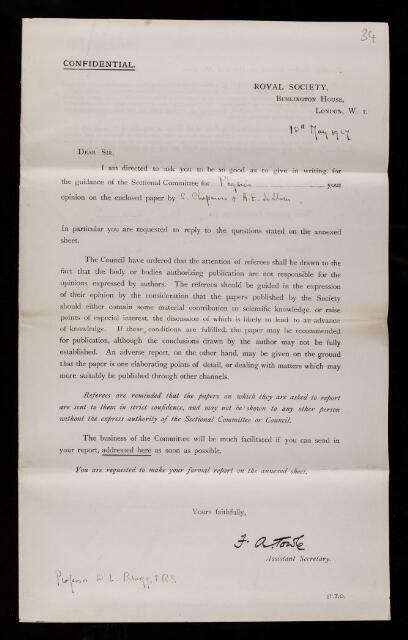 34
CONFIDENTIAL.
ROYAL SOCIETY,
BURLINGTON HOUSE,
LONDON, W. 1.
18th May 1927
DEAR SIR,
I am directed to ask you to be so good as to give in writing for
the guidance of the Sectional Committee for Physics your
opinion on the enclosed paper by S. Chapman & A. E. Ludlam.
In particular you are requested to reply to the questions stated on the annexed
sheet.
The Council have ordered that the attention of referees shall be drawn to the
fact that the body or bodies authorizing publication are not responsible for the
opinions expressed by authors. The referees should be guided in the expression
of their opinion by the consideration that the papers published by the Society
should either contain some material contribution to scientific knowledge, or raise
points of especial interest, the discussion of which is likely to lead to an advance
of knowledge. If these conditions are fulfilled, the paper may be recommended
for publication, although the conclusions drawn by the author may not be fully
established. An adverse report, on the other hand, may be given on the ground
that the paper is one elaborating points of detail, or dealing with matters which may
more suitably be published through other channels.
Referees are reminded that the papers on which they are asked to report
are sent to them in strict confidence, and may not be shown to any other person
without the express authority of the Sectional Committee or Council.
The business of the Committee will be much facilitated if you can send in
your report, addressed here as soon as possible.
You are requested to make your formal report on the annexed sheet.
Yours faithfully,
F. A. Towle
Assistant Secretary.
Professor W. L. Bragg, FRS
[P.T.O.